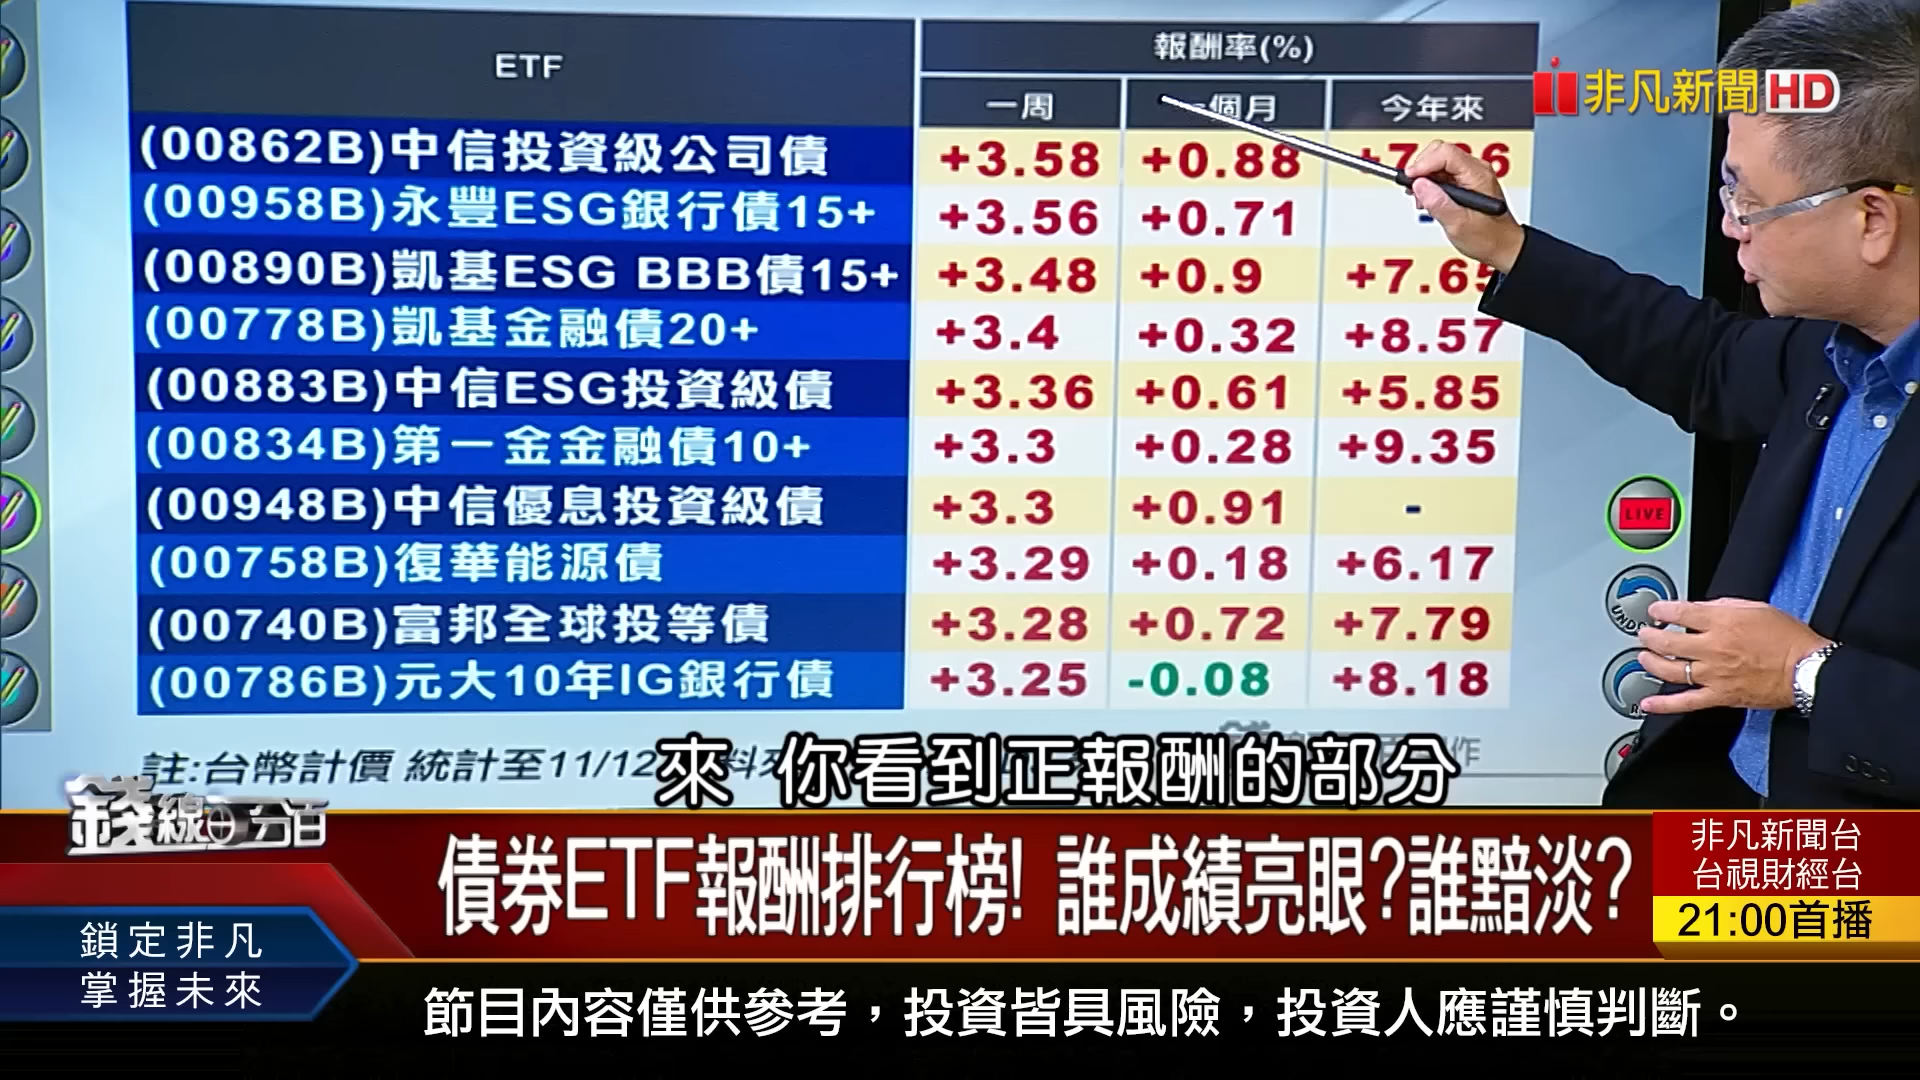 ETF
報酬率(%)
一周 一個月 今年來
(00862B)中信投資級公司債 +3.58 +0.88
(00958B)永豐ESG銀行債15+ +3.56 +0.71 -
(00890B)凱基ESG BBB債15+ +3.48 +0.9 +7.65
(00778B)凱基金融債20+ +3.4 +0.32 +8.57
(00883B)中信ESG投資級債 +3.36 +0.61 +5.85
(00834B)第一金金融債10+ +3.3 +0.28 +9.35
(00948B)中信優息投資級債 +3.3 +0.91 -
(00758B)復華能源債 +3.29 +0.18 +6.17
(00740B)富邦全球投等債 +3.28 +0.72 +7.79
(00786B)元大10年IG銀行債 +3.25 -0.08 +8.18
非凡新聞HD
LIVE
UNDO
註:台幣計價 統計至11/12
來 你看到正報酬的部分
錢線百分百
債券ETF報酬排行榜! 誰成績亮眼?誰黯淡?
非凡新聞台
台視財經台
21:00首播
鎖定非凡
掌握未來
節目內容僅供參考，投資皆具風險，投資人應謹慎判斷。